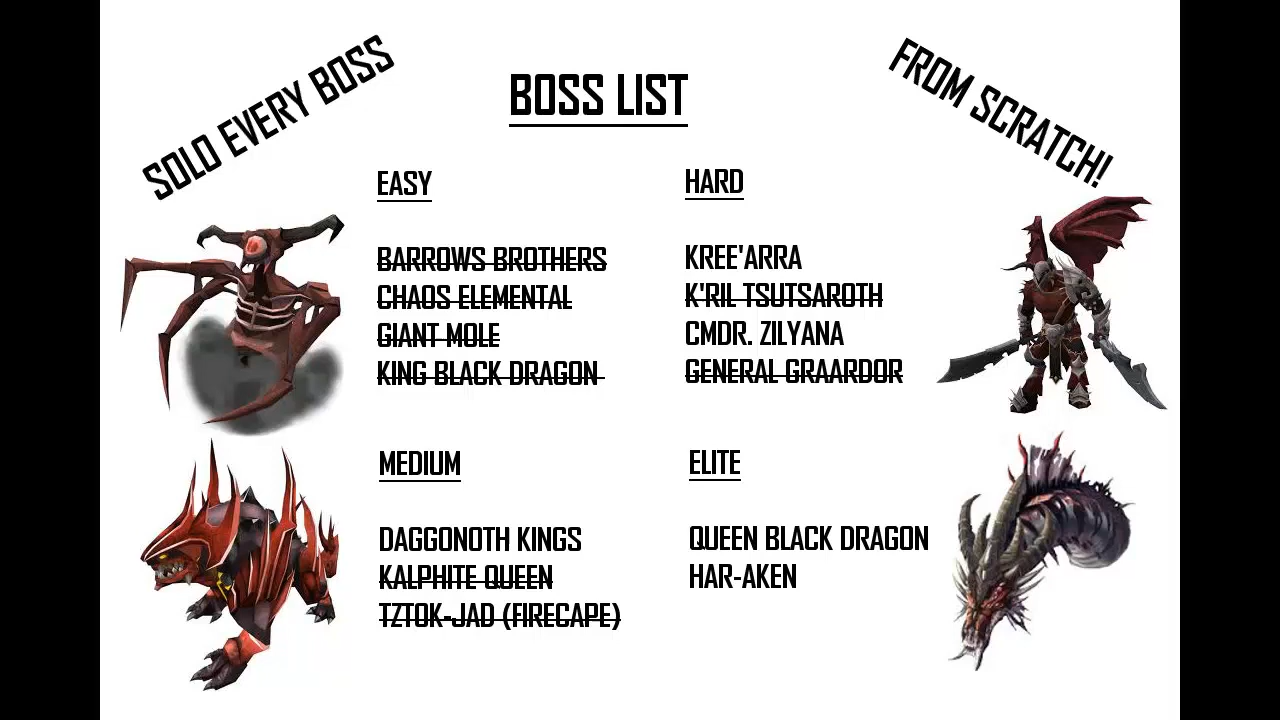 SOLO EVERY BOSS
BOSS LIST
FROM SCRATCH!
EASY
BARROWS BROTHERS
CHAOS ELEMENTAL
GIANT MOLE
KING BLACK DRAGON
HARD
KREE'ARRA
K'RIL TSUTSAROTH
CMDR. ZILYANA
GENERAL GRAARDOR
MEDIUM
DAGGONOTH KINGS
KALPHITE QUEEN
TZTOK-JAD (FIRECAPE)
ELITE
QUEEN BLACK DRAGON
HAR-AKEN